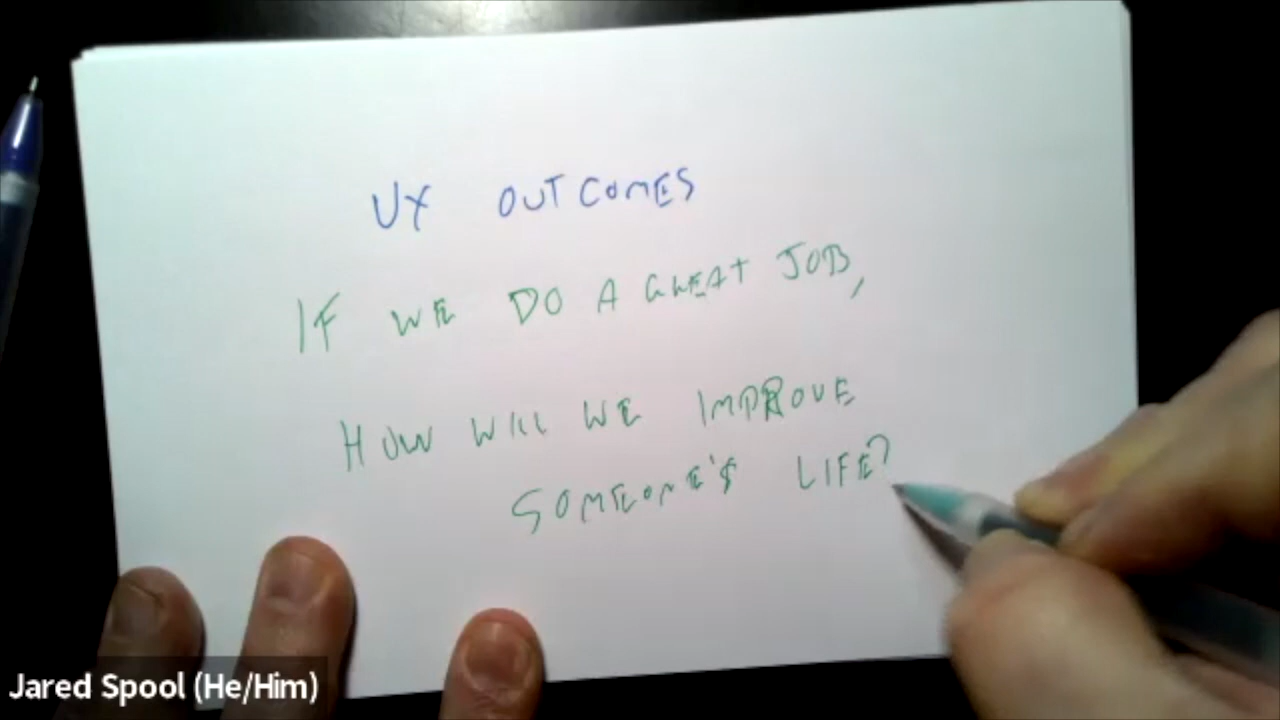 UX OUTCOMES
IF WE DO A GREAT JOB,
HOW WILL WE IMPROVE
SOMEONE'S LIFE?
Jared Spool (He/Him)